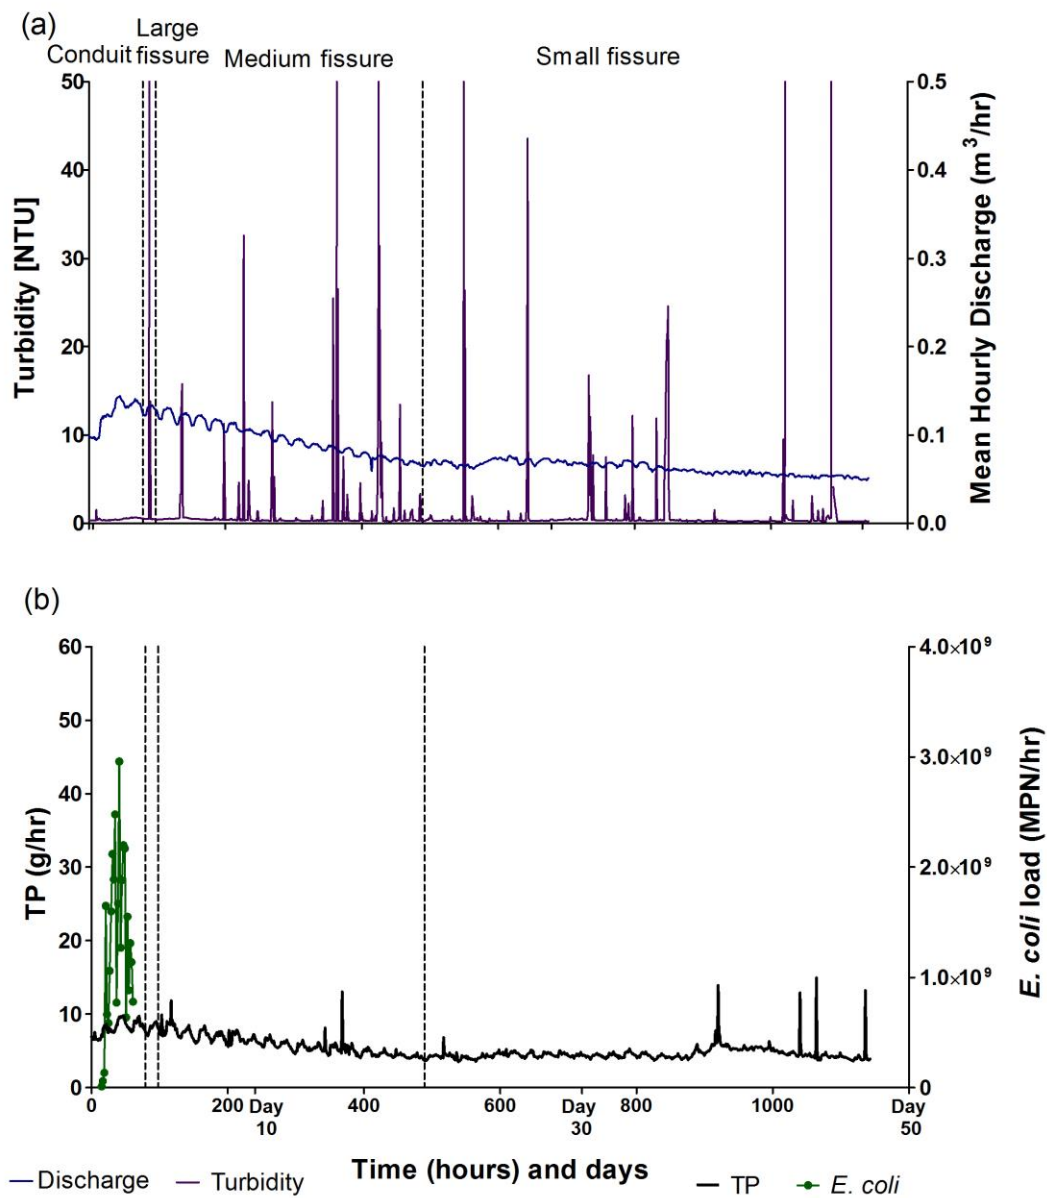 (a)
Large
Conduit fissure Medium fissure Small fissure
50 0.5
40 0.4
30 0.3
20 0.2
10 0.1
0 0.0
Turbidity [NTU]
Mean Hourly Discharge (m³/hr)
(b)
60 4.0×10⁹
50
3.0×10⁹
40
30 2.0×10⁹
20
1.0×10⁹
10
0 0
TP (g/hr)
E. coli load (MPN/hr)
0 200 Day 400 600 Day 800 1000 Day
10 30 50
Time (hours) and days
Discharge Turbidity TP E. coli